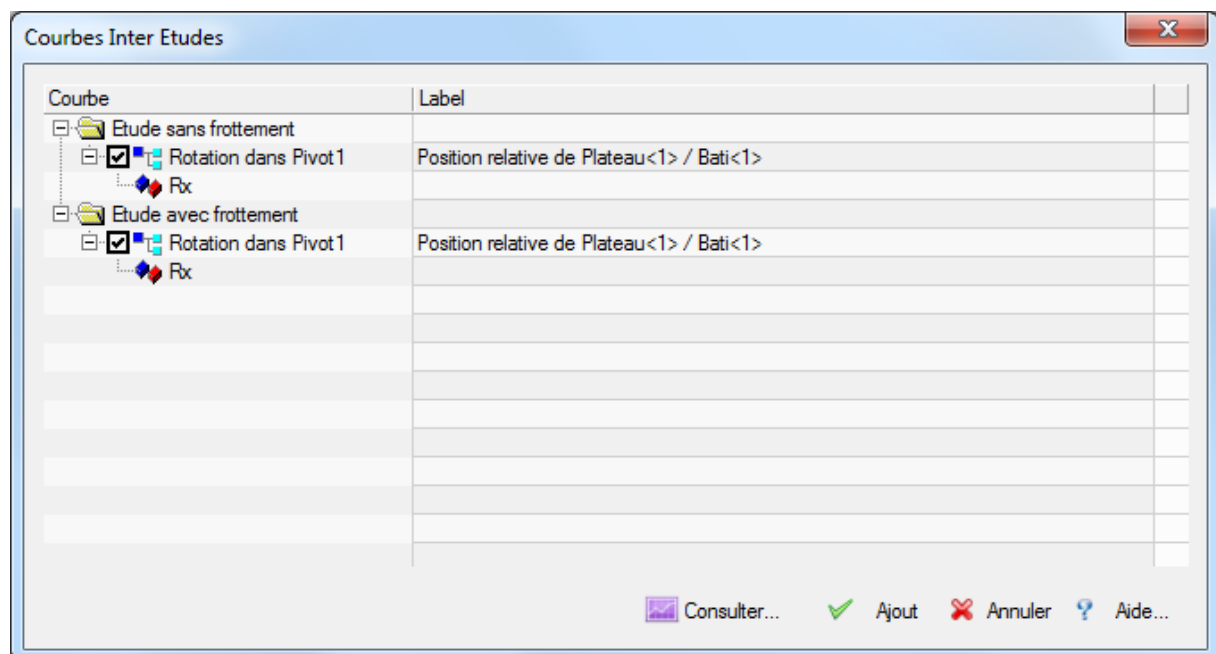 Courbes Inter Etudes
Courbe Label
Etude sans frottement
Rotation dans Pivot1 Position relative de Plateau<1> / Bati<1>
Rx
Etude avec frottement
Rotation dans Pivot1 Position relative de Plateau<1> / Bati<1>
Rx
Consulter... Ajout Annuler Aide...